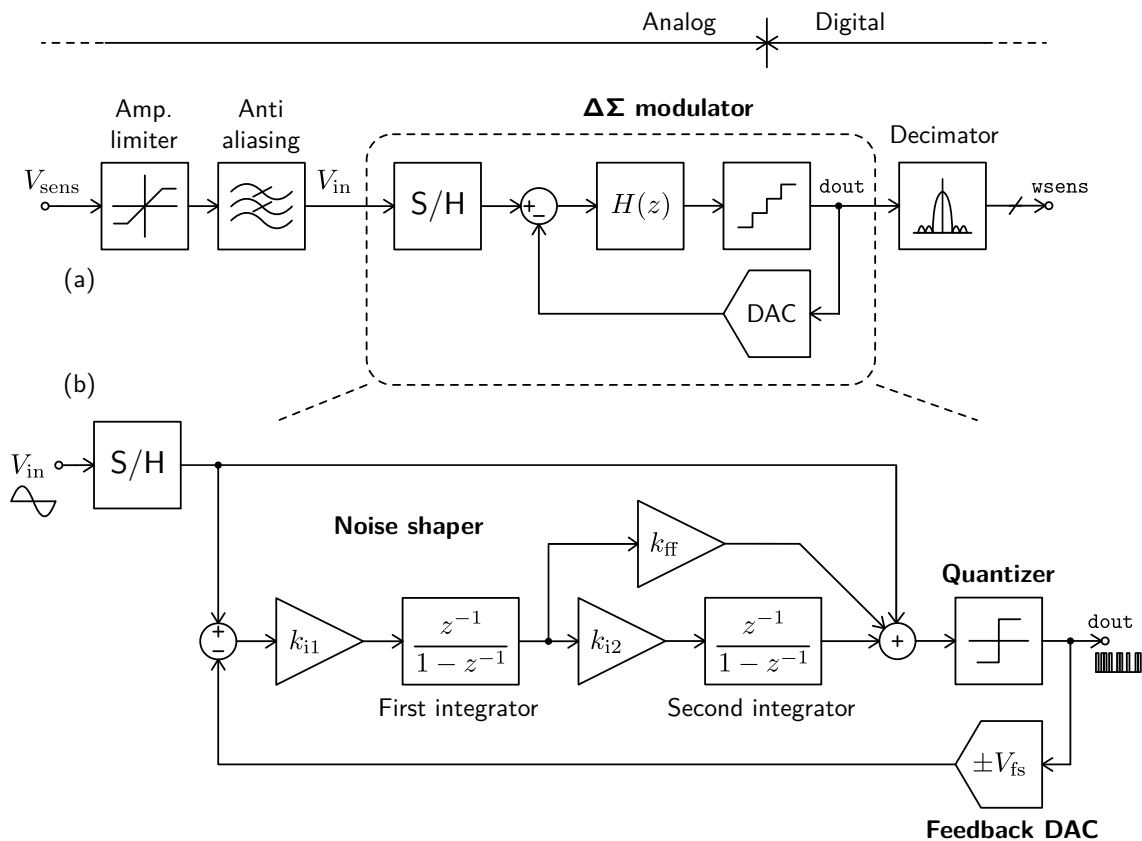 Analog Digital
Amp.
limiter
Anti
aliasing
ΔΣ modulator
Decimator
V_sens
V_in
S/H
+
−
H(z)
dout
wsens
DAC
(a)
(b)
V_in
S/H
Noise shaper
k_ff
Quantizer
+
−
k_i1
z^{-1}
1 − z^{-1}
k_i2
z^{-1}
1 − z^{-1}
+
dout
First integrator
Second integrator
±V_fs
Feedback DAC